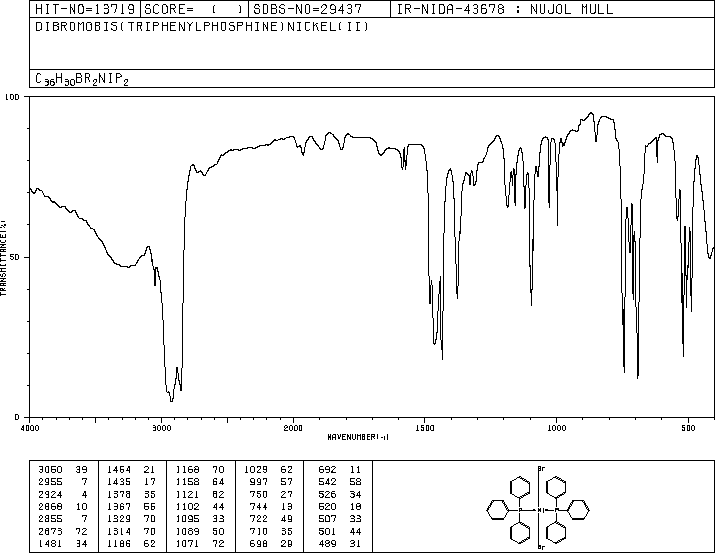 HIT-NO=13719 SCORE= ( ) SDBS-NO=29437 IR-NIDA-43678 : NUJOL MULL
DIBROMOBIS(TRIPHENYLPHOSPHINE)NICKEL(II)
C36H30BR2NIP2
100
50
0
TRANSMITTANCE(%)
4000 3000 2000 1500 1000 500
WAVENUMBER(-1)
3060 39 1464 21 1168 70 1029 62 692 11
2955 7 1435 17 1158 64 997 57 542 58
2924 4 1378 35 1121 62 750 27 526 34
2868 10 1367 55 1102 44 744 13 520 18
2855 7 1329 70 1095 33 722 49 507 33
2673 72 1314 70 1089 50 710 35 501 44
1481 34 1186 62 1071 72 698 29 489 31
Br
P Ni P
Br